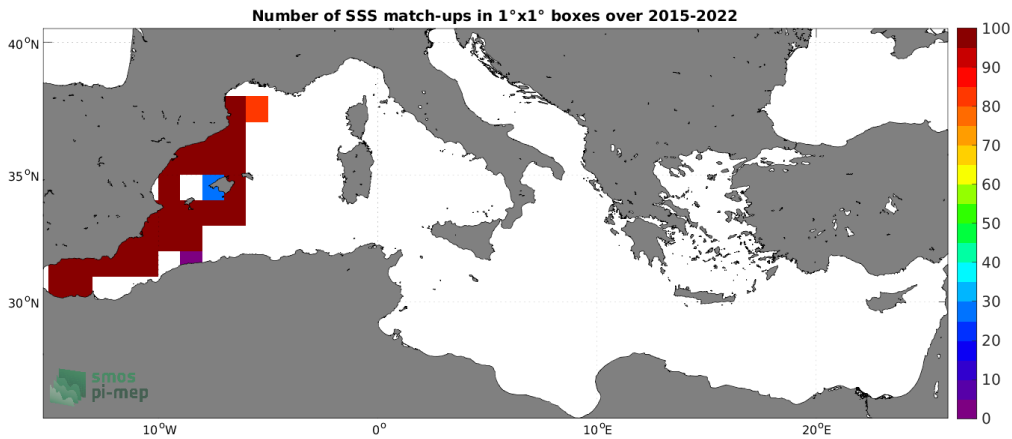 Number of SSS match-ups in 1°x1° boxes over 2015-2022
40°N
35°N
30°N
10°W
0°
10°E
20°E
100
90
80
70
60
50
40
30
20
10
0
smos
pi-mep